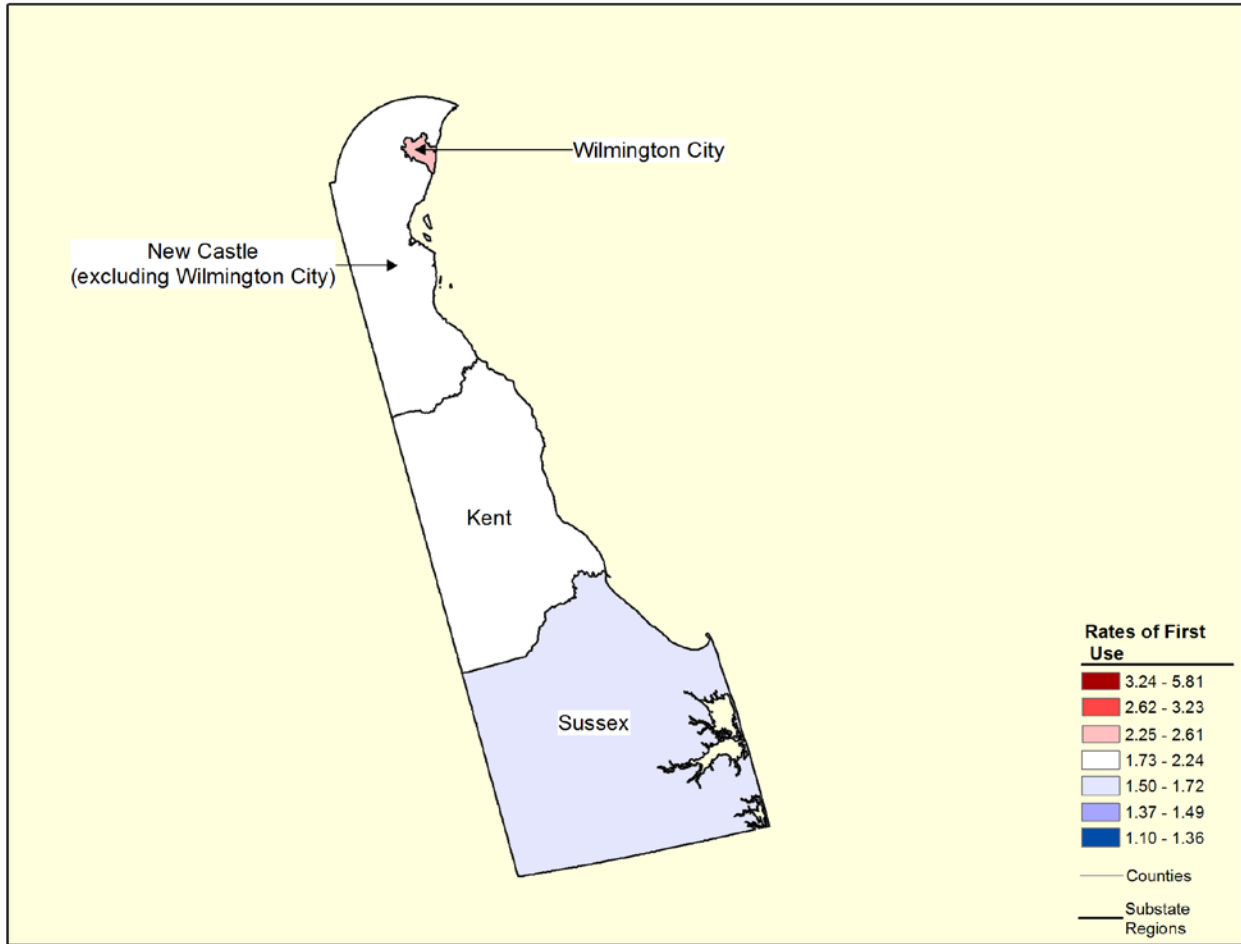 Wilmington City
New Castle
(excluding Wilmington City)
Kent
Sussex
Rates of First
Use
3.24 - 5.81
2.62 - 3.23
2.25 - 2.61
1.73 - 2.24
1.50 - 1.72
1.37 - 1.49
1.10 - 1.36
Counties
Substate
Regions